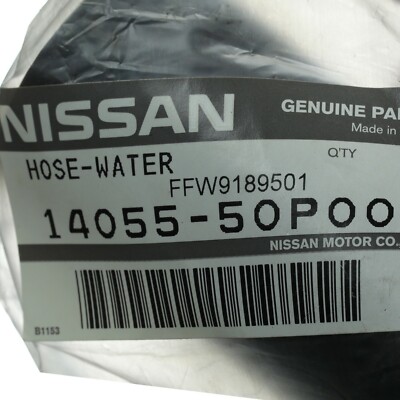 NISSAN
GENUINE PA
Made in
HOSE-WATER
Q'TY
FFW9189501
14055-50P00
NISSAN MOTOR CO.
B1153